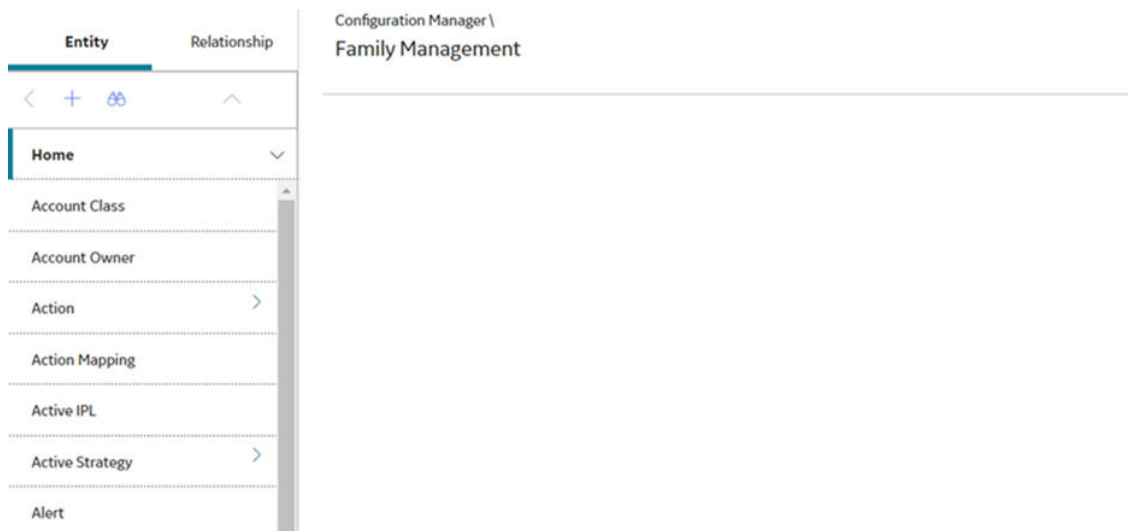 Entity Relationship
Home
Account Class
Account Owner
Action
Action Mapping
Active IPL
Active Strategy
Alert
Configuration Manager\
Family Management